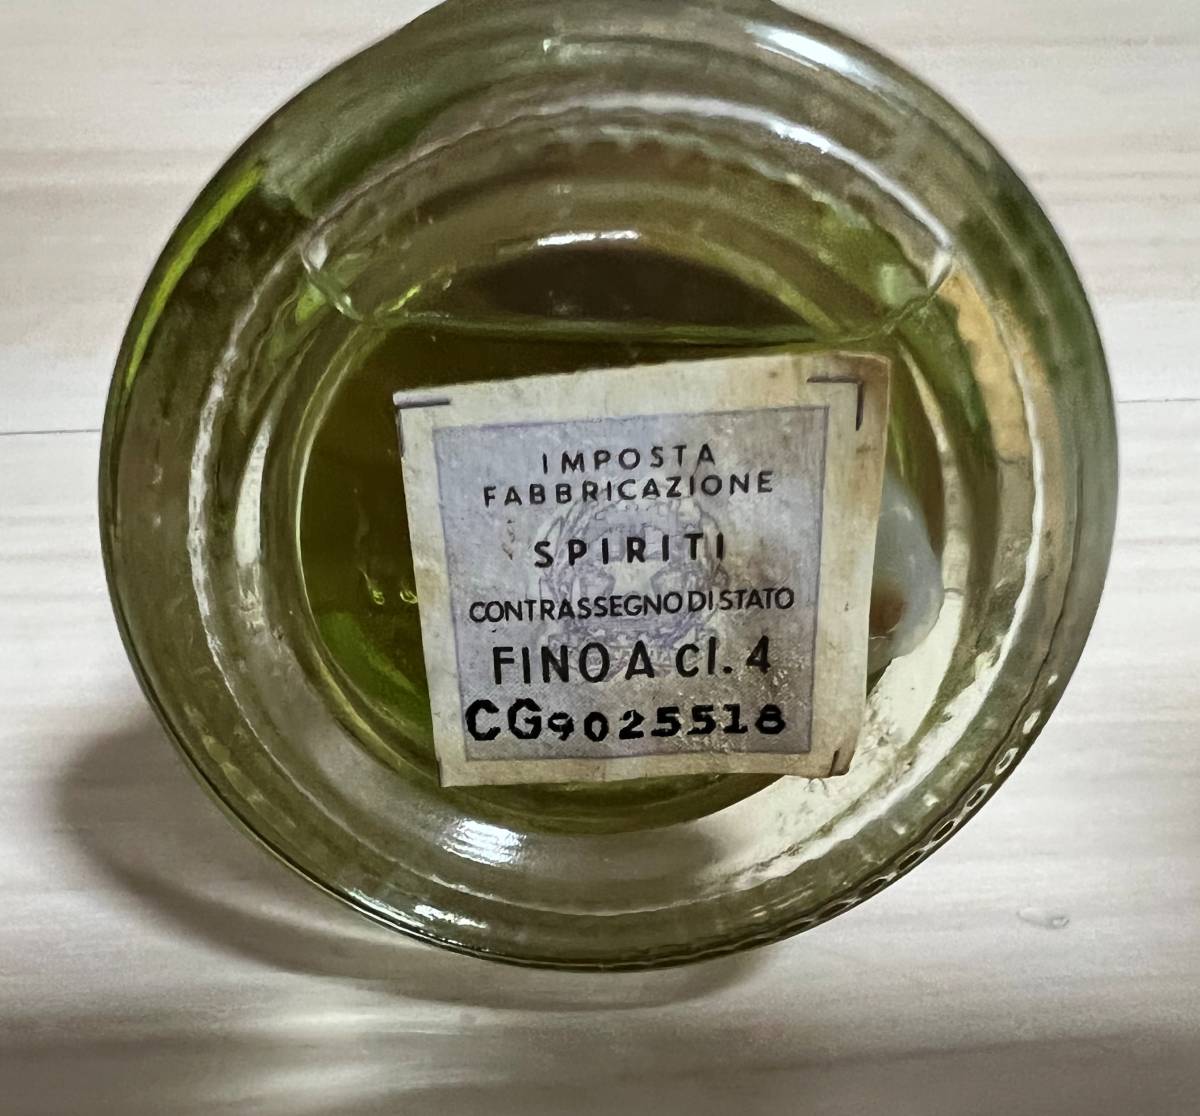 IMPOSTA
FABBRICAZIONE
SPIRITI
CONTRASSEGNO DI STATO
FINO A Cl. 4
CG9025518